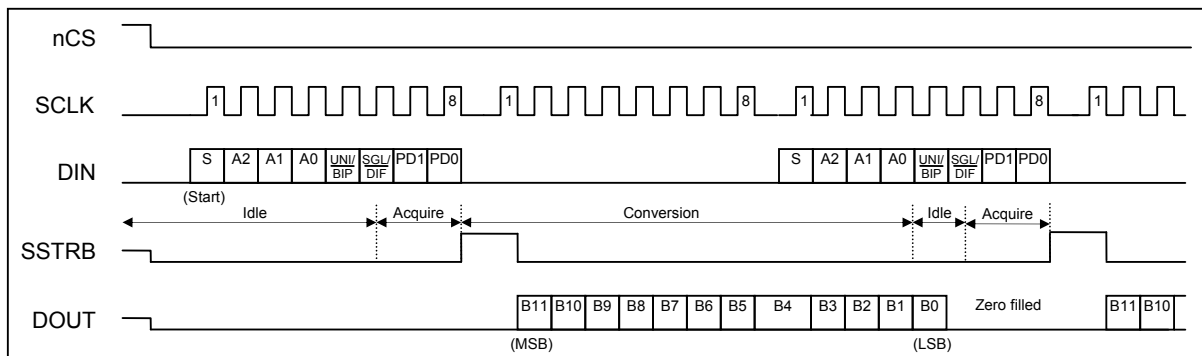 nCS
SCLK 1 8 1 8 1 8 1
DIN S A2 A1 A0 UNI/BIP SGL/DIF PD1 PD0 S A2 A1 A0 UNI/BIP SGL/DIF PD1 PD0
(Start)
Idle Acquire Conversion Idle Acquire
SSTRB
DOUT B11 B10 B9 B8 B7 B6 B5 B4 B3 B2 B1 B0 Zero filled B11 B10
(MSB) (LSB)